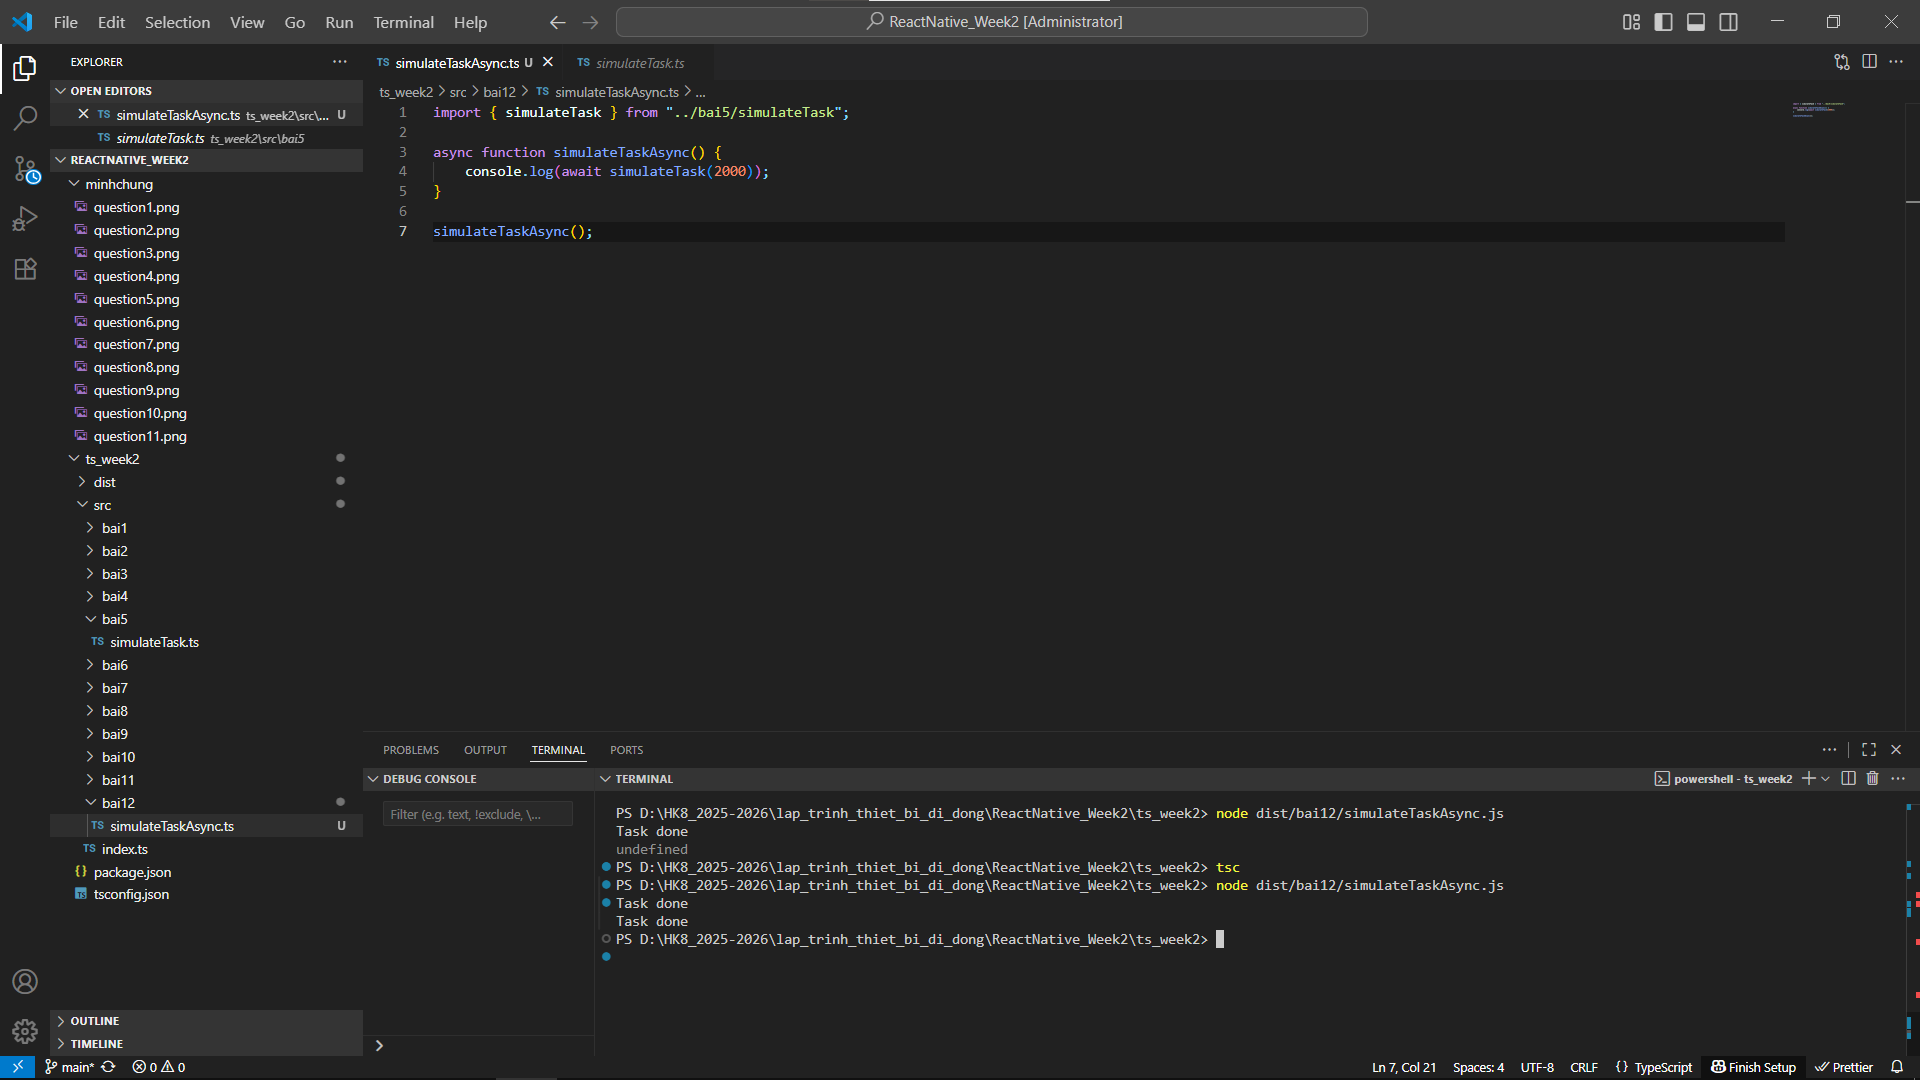 File Edit Selection View Go Run Terminal Help
ReactNative_Week2 [Administrator]
EXPLORER
OPEN EDITORS
TS simulateTaskAsync.ts ts_week2\src\... U
TS simulateTask.ts ts_week2\src\bai5
REACTNATIVE_WEEK2
minhchung
question1.png
question2.png
question3.png
question4.png
question5.png
question6.png
question7.png
question8.png
question9.png
question10.png
question11.png
ts_week2
dist
src
bai1
bai2
bai3
bai4
bai5
TS simulateTask.ts
bai6
bai7
bai8
bai9
bai10
bai11
bai12
TS simulateTaskAsync.ts U
TS index.ts
{} package.json
TS tsconfig.json
OUTLINE
TIMELINE
TS simulateTaskAsync.ts U
TS simulateTask.ts
ts_week2 > src > bai12 > TS simulateTaskAsync.ts > ...
1 import { simulateTask } from "../bai5/simulateTask";
2
3 async function simulateTaskAsync() {
4 console.log(await simulateTask(2000));
5 }
6
7 simulateTaskAsync();
PROBLEMS OUTPUT TERMINAL PORTS
DEBUG CONSOLE
Filter (e.g. text, !exclude, \...
TERMINAL
powershell - ts_week2
PS D:\HK8_2025-2026\lap_trinh_thiet_bi_di_dong\ReactNative_Week2\ts_week2> node dist/bai12/simulateTaskAsync.js
Task done
undefined
PS D:\HK8_2025-2026\lap_trinh_thiet_bi_di_dong\ReactNative_Week2\ts_week2> tsc
PS D:\HK8_2025-2026\lap_trinh_thiet_bi_di_dong\ReactNative_Week2\ts_week2> node dist/bai12/simulateTaskAsync.js
Task done
Task done
PS D:\HK8_2025-2026\lap_trinh_thiet_bi_di_dong\ReactNative_Week2\ts_week2>
main* 0 0
Ln 7, Col 21 Spaces: 4 UTF-8 CRLF {} TypeScript Finish Setup Prettier